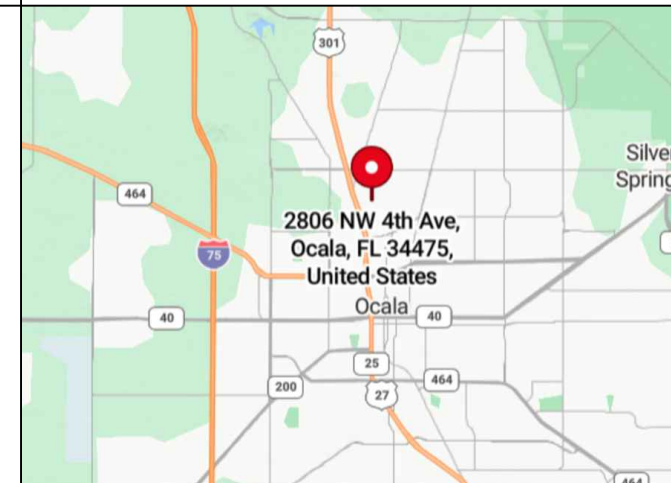 301
Silve
Spring
464
2806 NW 4th Ave,
Ocala, FL 34475,
United States
75
Ocala
40
40
25
200
464
27
464